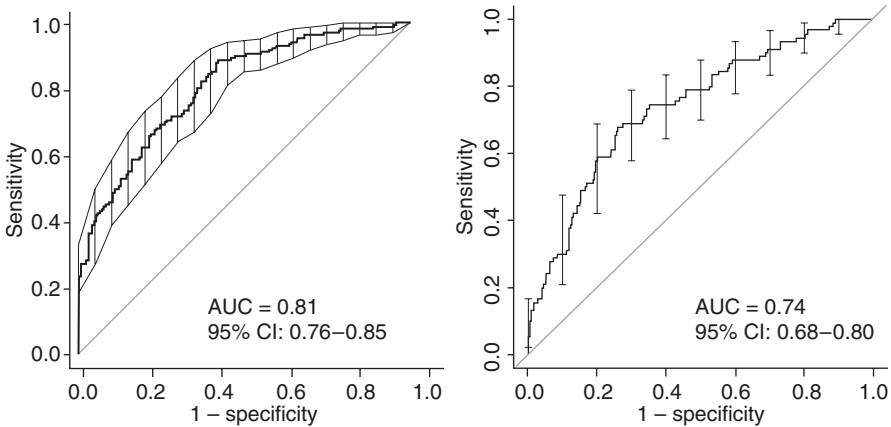 1.0
0.8
0.6
0.4
0.2
0.0
Sensitivity
0.0 0.2 0.4 0.6 0.8 1.0
1 – specificity
AUC = 0.81
95% CI: 0.76–0.85
1.0
0.8
0.6
0.4
0.2
0.0
Sensitivity
0.0 0.2 0.4 0.6 0.8 1.0
1 – specificity
AUC = 0.74
95% CI: 0.68–0.80